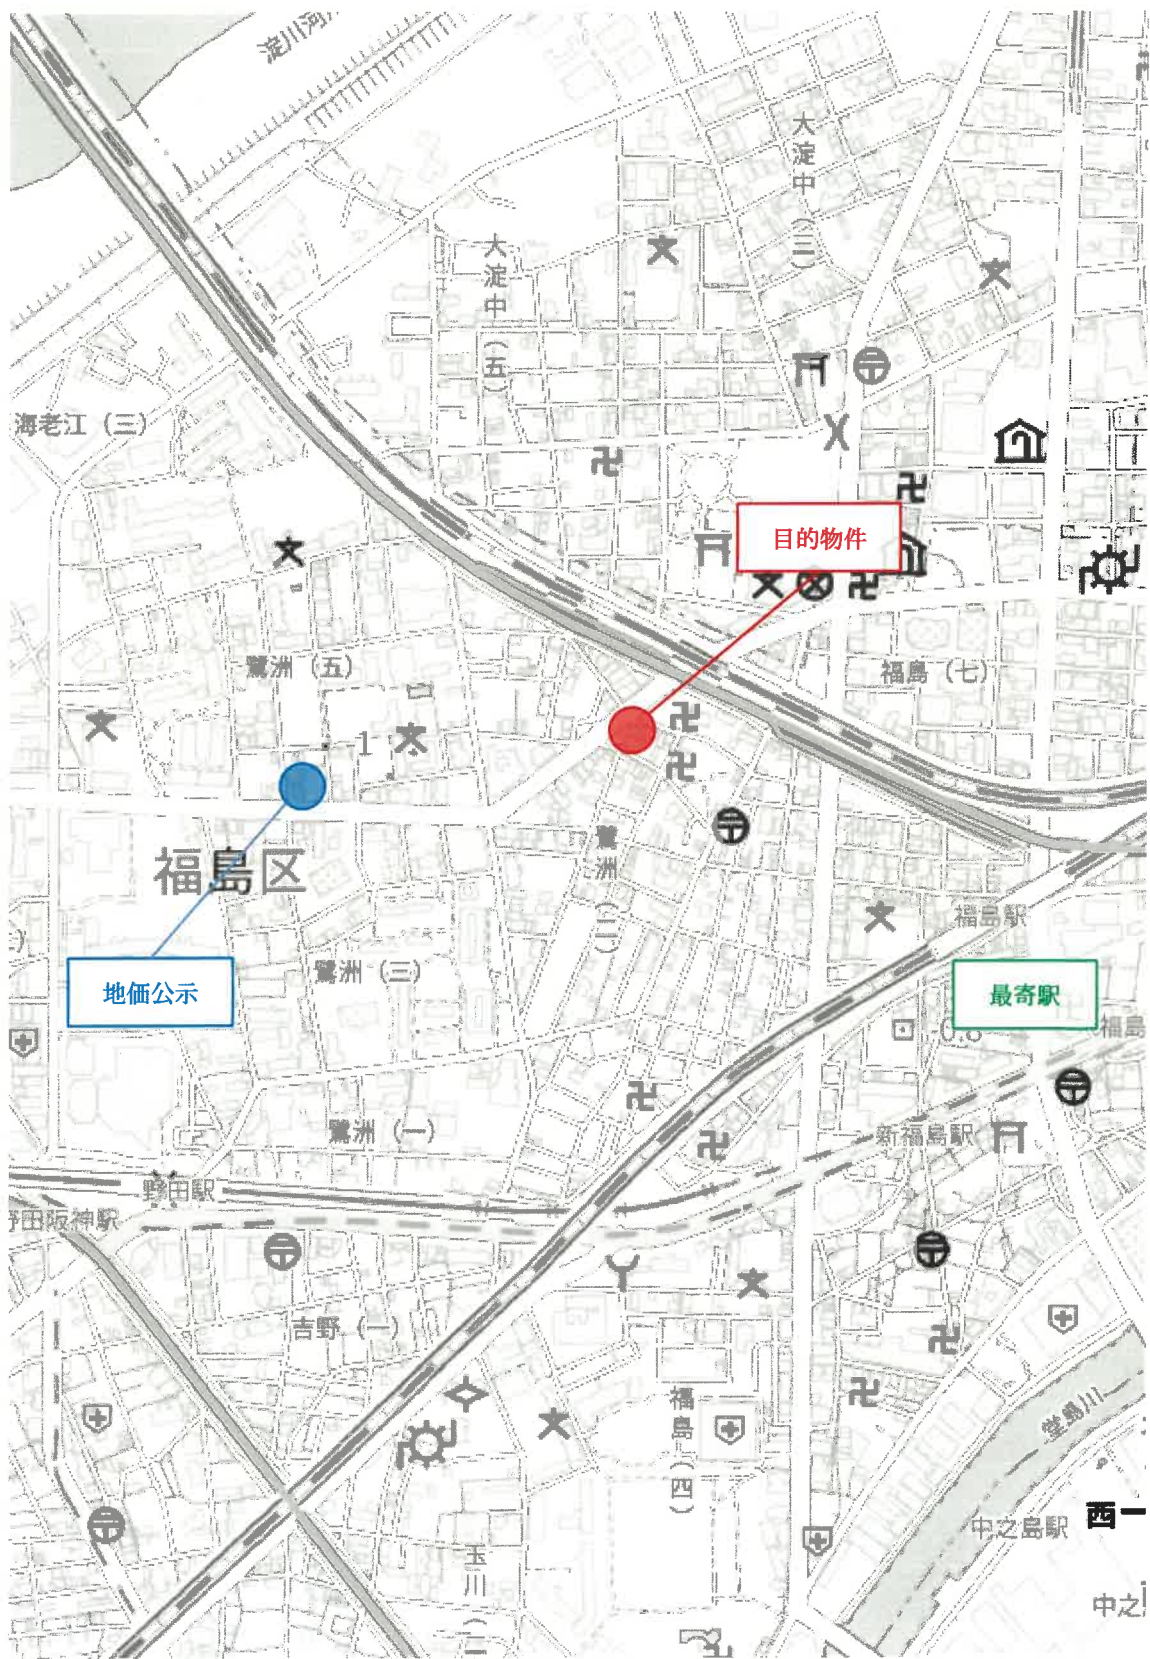 淀川河
大淀中（三）
大淀中（五）
海老江（三）
目的物件
鷺洲（五）
福島（七）
1
福島区
鷺洲（二）
福島駅
地価公示
鷺洲（三）
最寄駅
0.8
福島
鷺洲（一）
新福島駅
野田駅
野田阪神駅
吉野（一）
福島（四）
堂島川
中之島駅
西一
玉川（二
中之